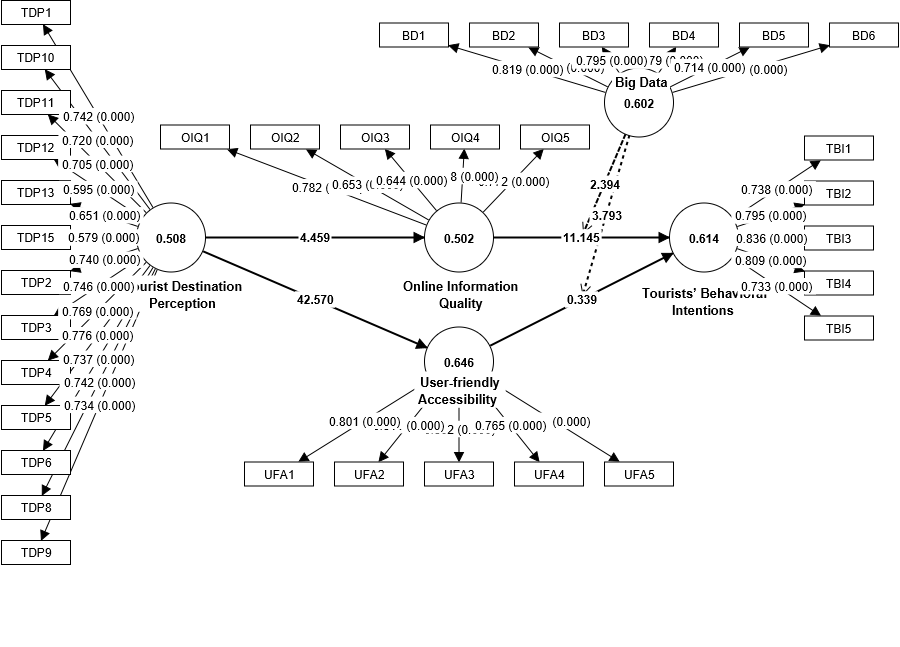 TDP1
TDP10
TDP11
TDP12
TDP13
TDP15
TDP2
TDP3
TDP4
TDP5
TDP6
TDP8
TDP9
0.742 (0.000)
0.720 (0.000)
0.705 (0.000)
0.595 (0.000)
0.651 (0.000)
0.579 (0.000)
0.740 (0.000)
0.746 (0.000)
0.769 (0.000)
0.776 (0.000)
0.737 (0.000)
0.742 (0.000)
0.734 (0.000)
0.508
Destination
Perception
OIQ1
OIQ2
OIQ3
OIQ4
OIQ5
0.782
0.653
0.644 (0.000)
(0.000)
(0.000)
4.459
0.502
Online Information
Quality
42.570
0.646
User-friendly
Accessibility
0.801 (0.000)
(0.000)
0.765 (0.000)
(0.000)
UFA1
UFA2
UFA3
UFA4
UFA5
BD1
BD2
BD3
BD4
BD5
BD6
0.819 (0.000)
0.795 (0.000)
0.714 (0.000)
(0.000)
Big Data
0.602
2.394
3.793
11.145
0.339
0.614
Tourists' Behavioral
Intentions
0.738 (0.000)
0.795 (0.000)
0.836 (0.000)
0.809 (0.000)
0.733 (0.000)
TBI1
TBI2
TBI3
TBI4
TBI5